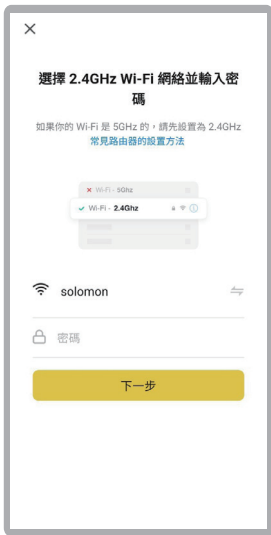 選擇 2.4GHz Wi-Fi 網絡並輸入密
碼
如果你的 Wi-Fi 是 5GHz 的，請先設置為 2.4GHz
常見路由器的設置方法
Wi-Fi - 5Ghz
Wi-Fi - 2.4Ghz
solomon
密碼
下一步